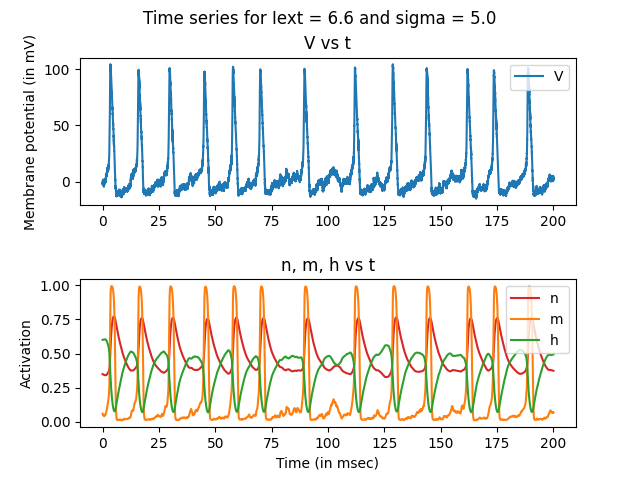 Time series for Iext = 6.6 and sigma = 5.0
V vs t
Membrane potential (in mV)
100
50
0
V
0
25
50
75
100
125
150
175
200
n, m, h vs t
Activation
1.00
0.75
0.50
0.25
0.00
n
m
h
0
25
50
75
100
125
150
175
200
Time (in msec)